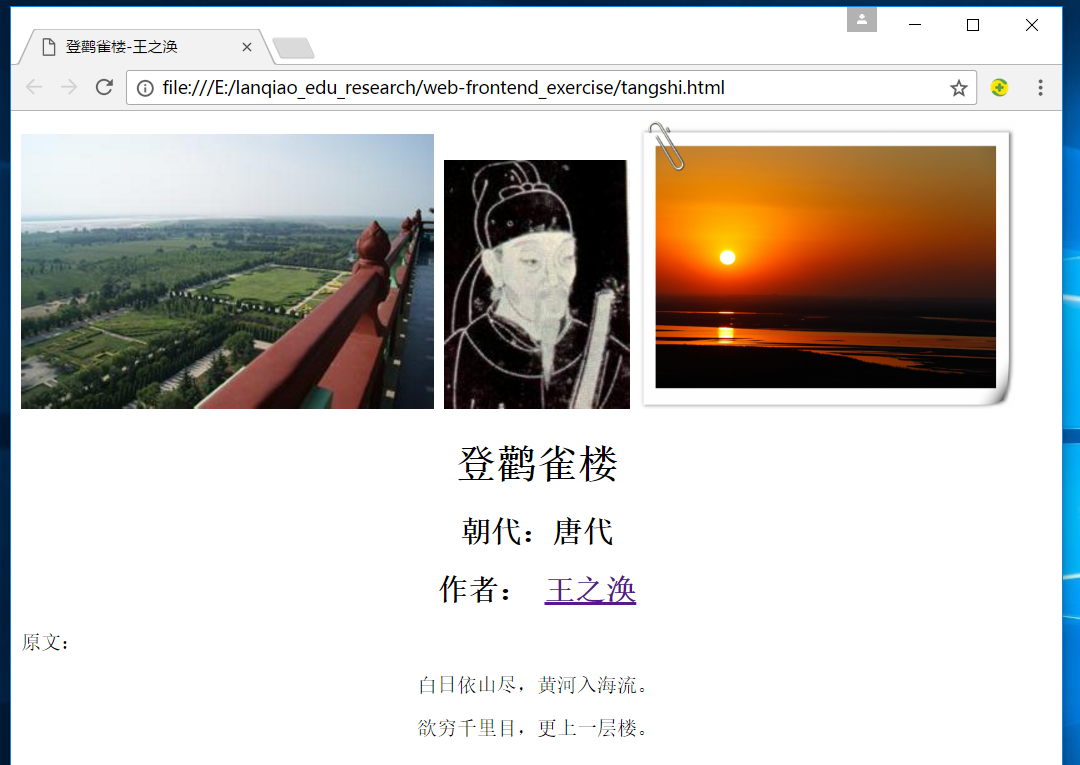 登鹳雀楼-王之涣
file:///E:/lanqiao_edu_research/web-frontend_exercise/tangshi.html
登鹳雀楼
朝代：唐代
作者： 王之涣
原文：
白日依山尽，黄河入海流。
欲穷千里目，更上一层楼。